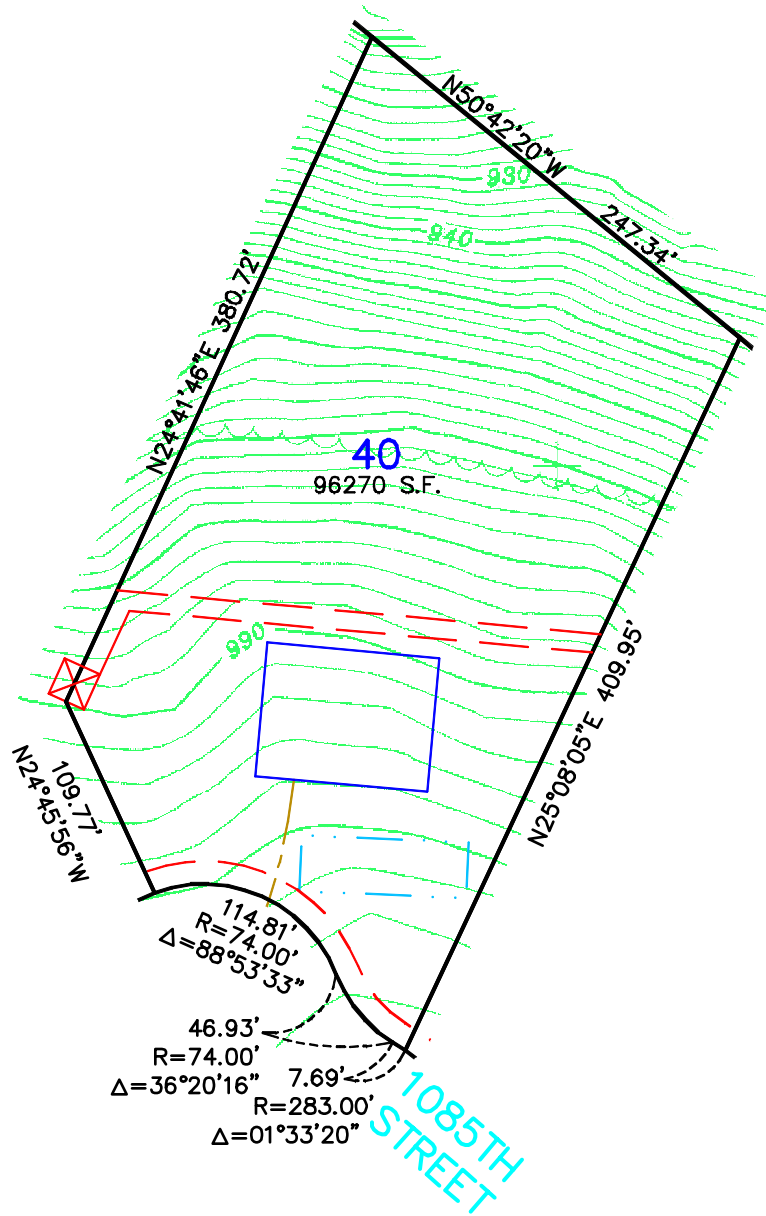 N50°42'20"W
247.34'
930
940
N24°41'46"E 380.72'
40
96270 S.F.
990
N25°08'05"E 409.95'
109.77'
N24°45'56"W
114.81'
R=74.00'
Δ=88°53'33"
46.93'
R=74.00'
Δ=36°20'16"
7.69'
R=283.00'
Δ=01°33'20"
1085TH
STREET